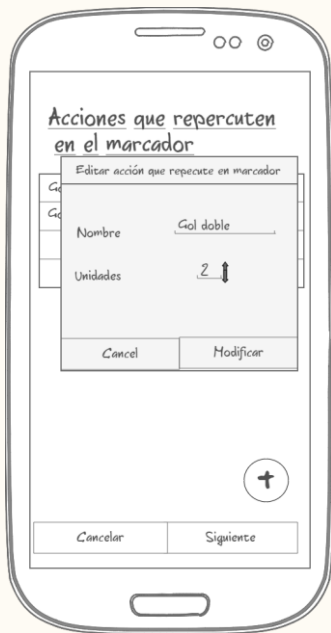 Acciones que repercuten
en el marcador
Editar acción que repecute en marcador
Nombre
Gol doble
Unidades
2
Cancel
Modificar
+
Cancelar
Siguiente